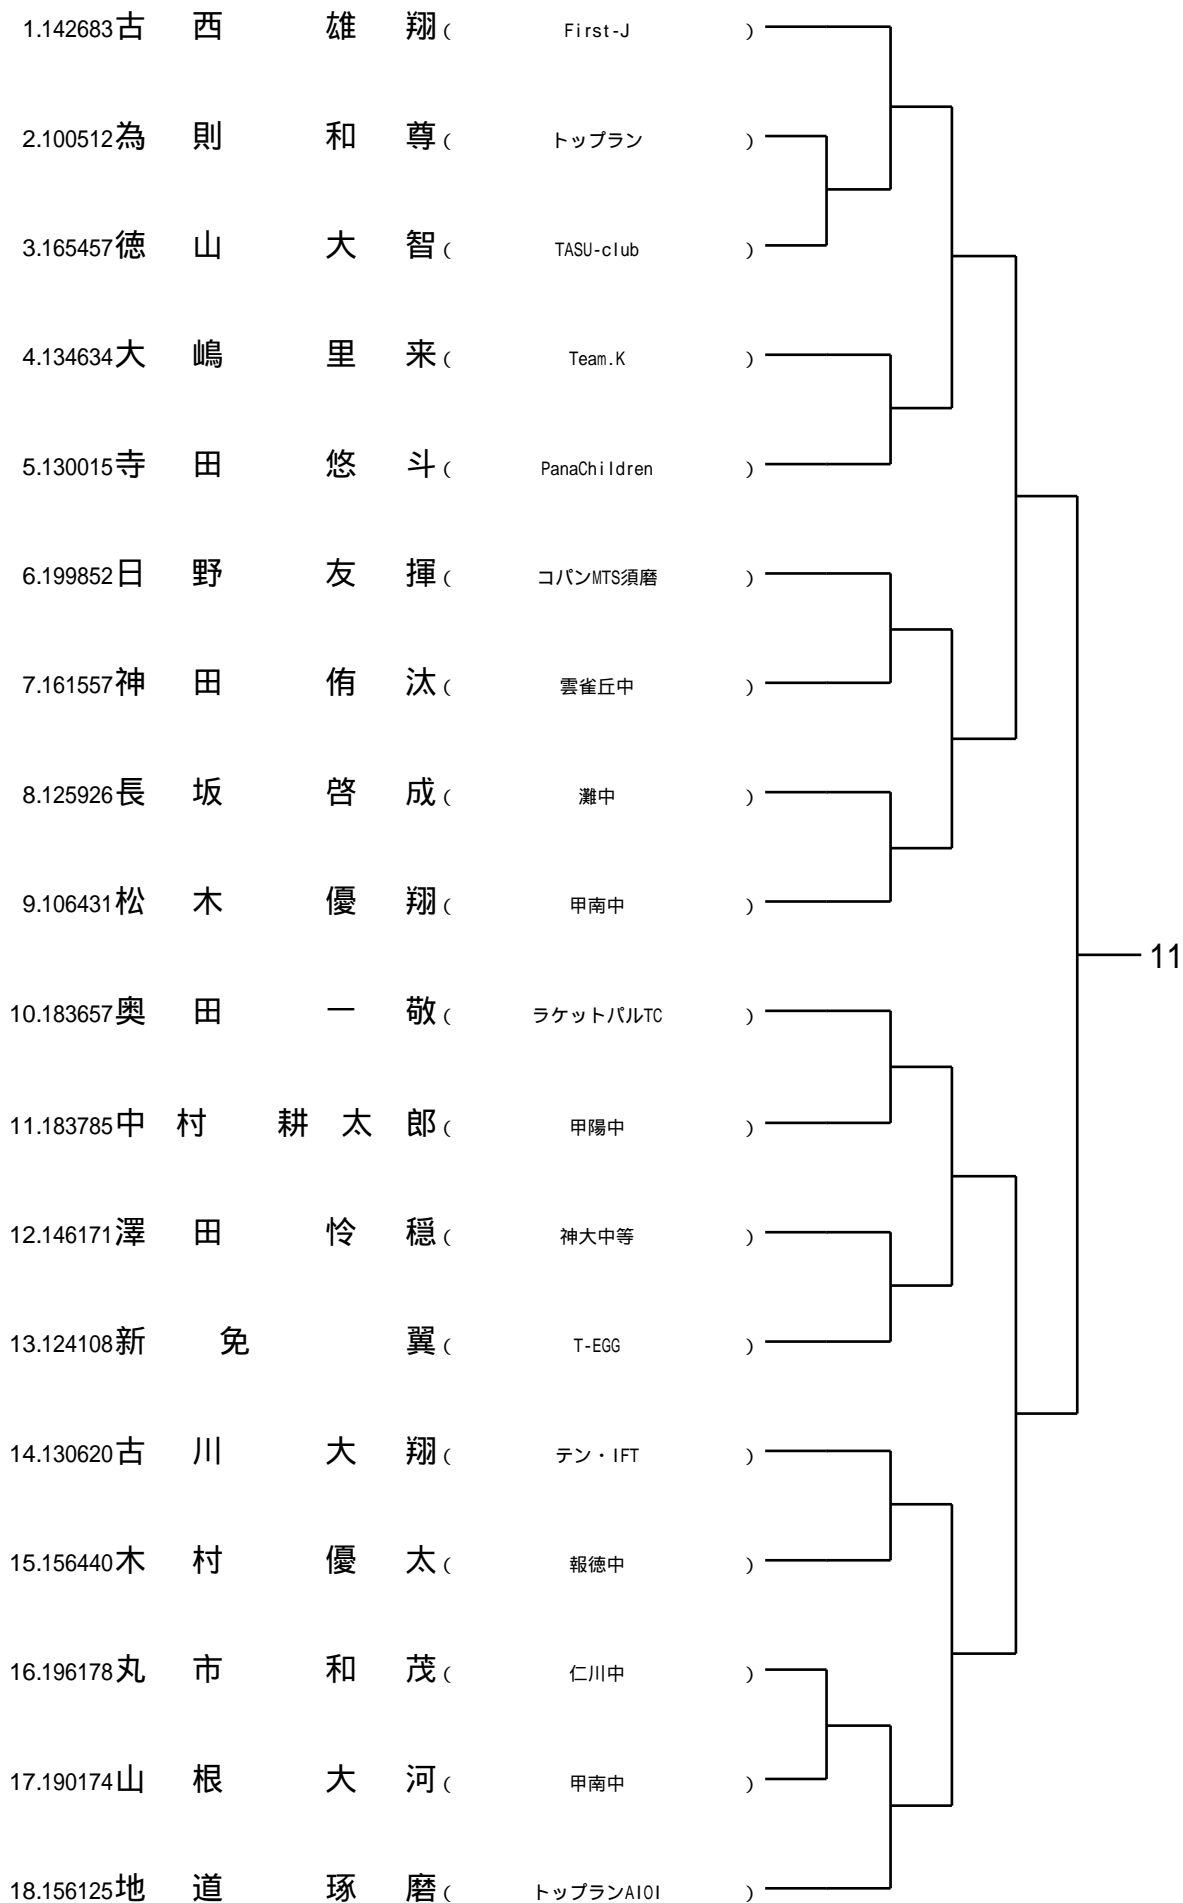 1.142683古西 雄翔( First-J )
2.100512為則 和尊( トップラン )
3.165457徳山 大智( TASU-club )
4.134634大嶋 里来( Team.K )
5.130015寺田 悠斗( PanaChildren )
6.199852日野 友揮( コパンMTS須磨 )
7.161557神田 侑汰( 雲雀丘中 )
8.125926長坂 啓成( 灘中 )
9.106431松木 優翔( 甲南中 )
11
10.183657奥田 一敬( ラケットパルTC )
11.183785中村 耕太郎( 甲陽中 )
12.146171澤田 怜穏( 神大中等 )
13.124108新免 翼( T-EGG )
14.130620古川 大翔( テン・IFT )
15.156440木村 優太( 報徳中 )
16.196178丸市 和茂( 仁川中 )
17.190174山根 大河( 甲南中 )
18.156125地道 琢磨( トップランAIOI )